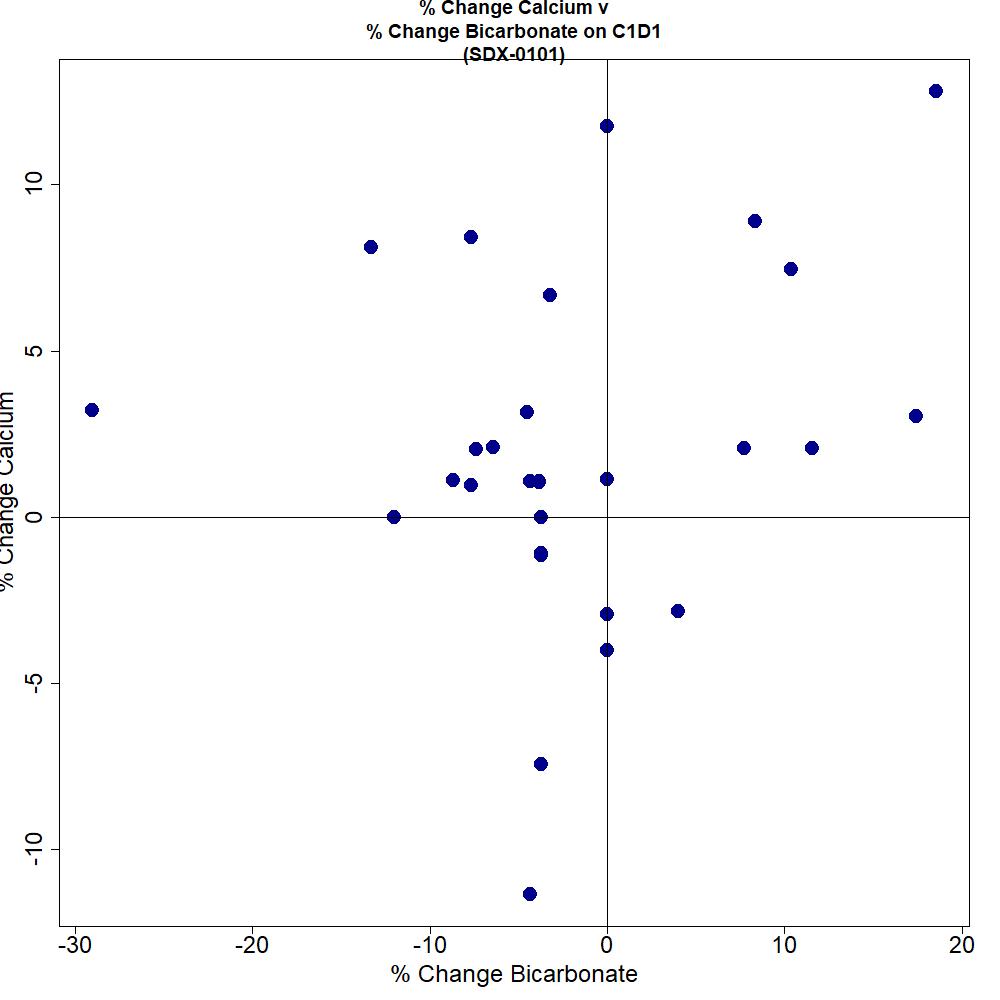 % Change Calcium v
% Change Bicarbonate on C1D1
(SDX-0101)
10
5
0
-5
-10
% Change Calcium
-30
-20
-10
0
10
20
% Change Bicarbonate